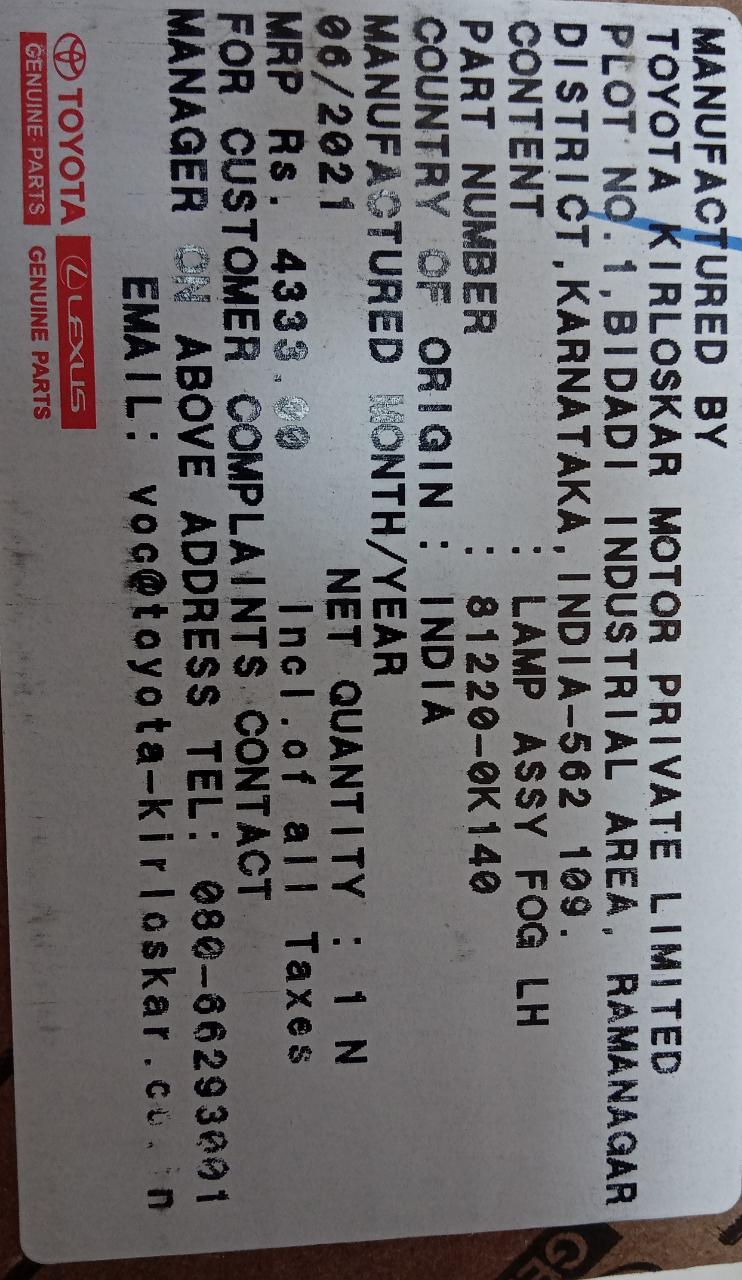 MANUFACTURED BY
TOYOTA KIRLOSKAR MOTOR PRIVATE LIMITED
PLOT NO.1,BIDADI INDUSTRIAL AREA, RAMANAGAR
DISTRICT,KARNATAKA,INDIA-562 109.
CONTENT : LAMP ASSY FOG LH
PART NUMBER : 81220-0K140
COUNTRY OF ORIGIN : INDIA
MANUFACTURED MONTH/YEAR
06/2021 NET QUANTITY : 1 N
MRP Rs. 4333.00 Incl.of all Taxes
FOR CUSTOMER COMPLAINTS CONTACT
MANAGER ON ABOVE ADDRESS TEL: 080-66293001
EMAIL: voc@toyota-kirloskar.co.in
TOYOTA LEXUS
GENUINE PARTS GENUINE PARTS